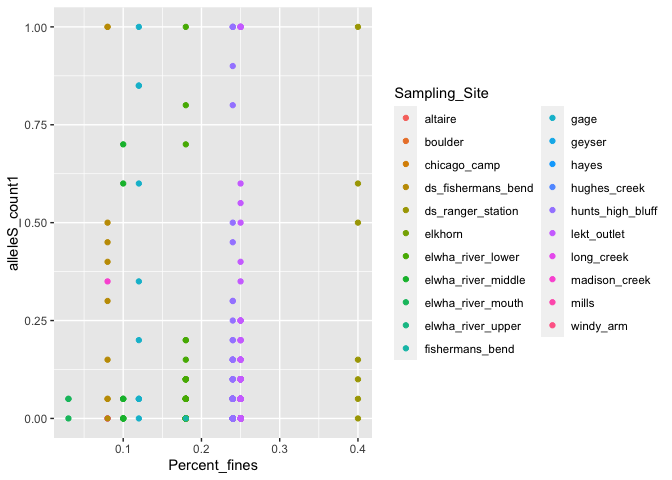 1.00
0.75
0.50
0.25
0.00
alleleS_count1
0.1
0.2
0.3
0.4
Percent_fines
Sampling_Site
altaire
boulder
chicago_camp
ds_fishermans_bend
ds_ranger_station
elkhorn
elwha_river_lower
elwha_river_middle
elwha_river_mouth
elwha_river_upper
fishermans_bend
gage
geyser
hayes
hughes_creek
hunts_high_bluff
lekt_outlet
long_creek
madison_creek
mills
windy_arm